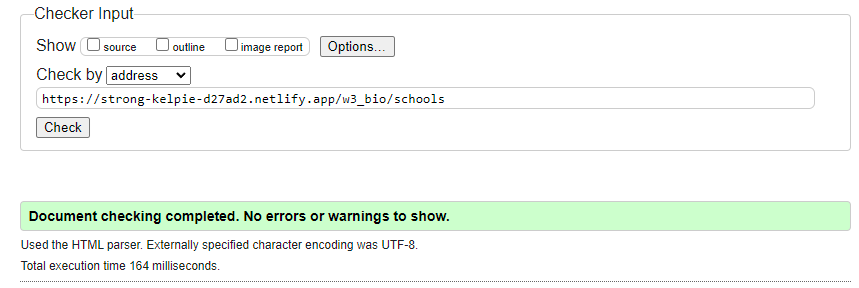 Checker Input
Show source outline image report Options...
Check by address
https://strong-kelpie-d27ad2.netlify.app/w3_bio/schools
Check
Document checking completed. No errors or warnings to show.
Used the HTML parser. Externally specified character encoding was UTF-8.
Total execution time 164 milliseconds.